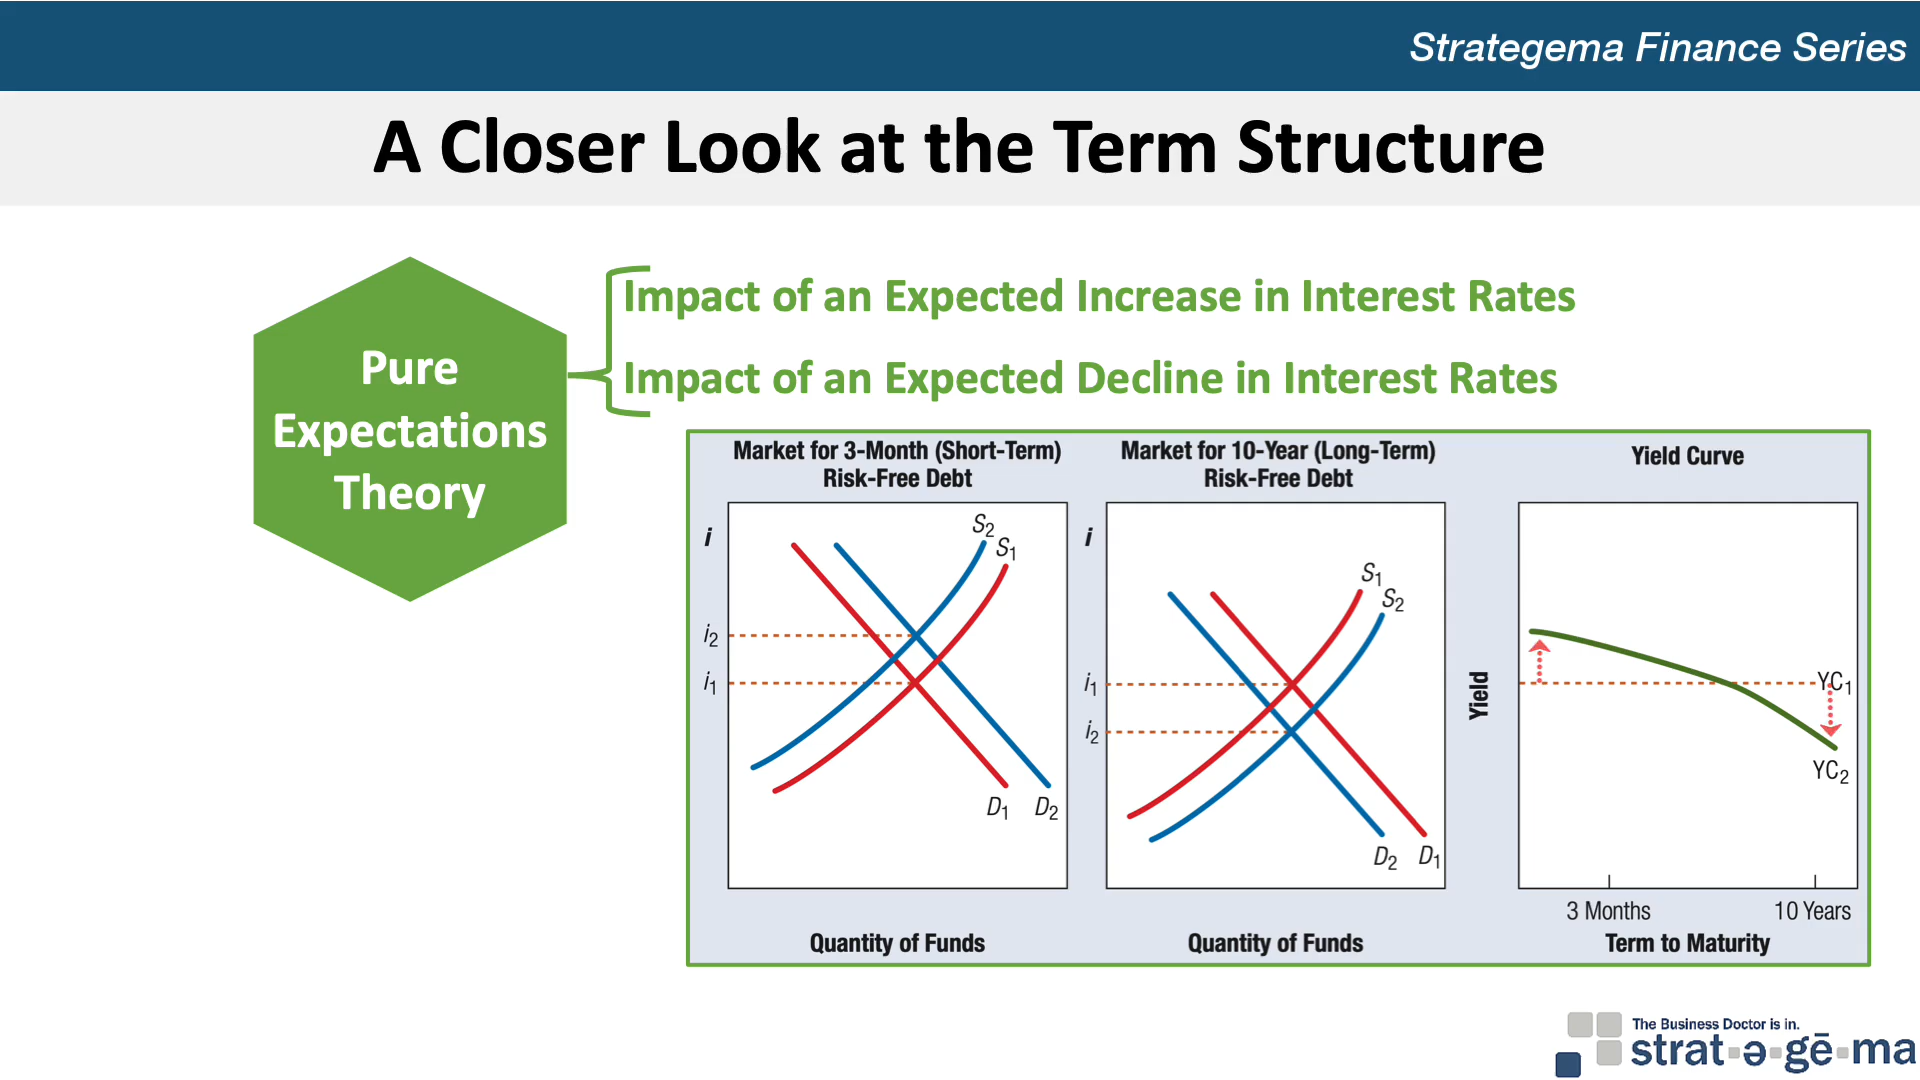 Strategema Finance Series
A Closer Look at the Term Structure
Pure
Expectations
Theory
Impact of an Expected Increase in Interest Rates
Impact of an Expected Decline in Interest Rates
Market for 3-Month (Short-Term)
Risk-Free Debt
i
S2
S1
i2
i1
D1 D2
Quantity of Funds
Market for 10-Year (Long-Term)
Risk-Free Debt
i
S1
S2
i1
i2
D2 D1
Quantity of Funds
Yield Curve
Yield
YC1
YC2
3 Months 10 Years
Term to Maturity
The Business Doctor is in.
strat-ə-gē-ma